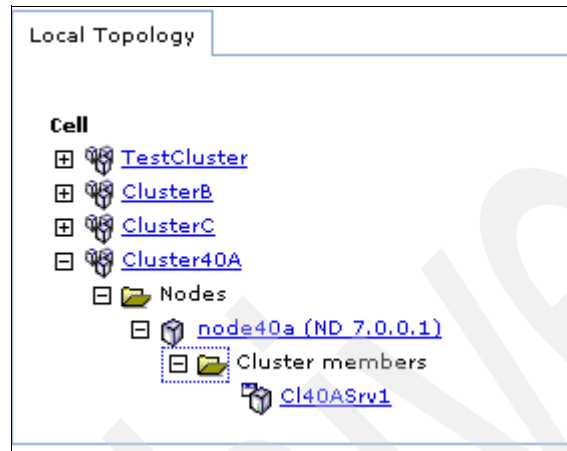 Local Topology
Cell
TestCluster
ClusterB
ClusterC
Cluster40A
Nodes
node40a (ND 7.0.0.1)
Cluster members
Cl40ASrv1